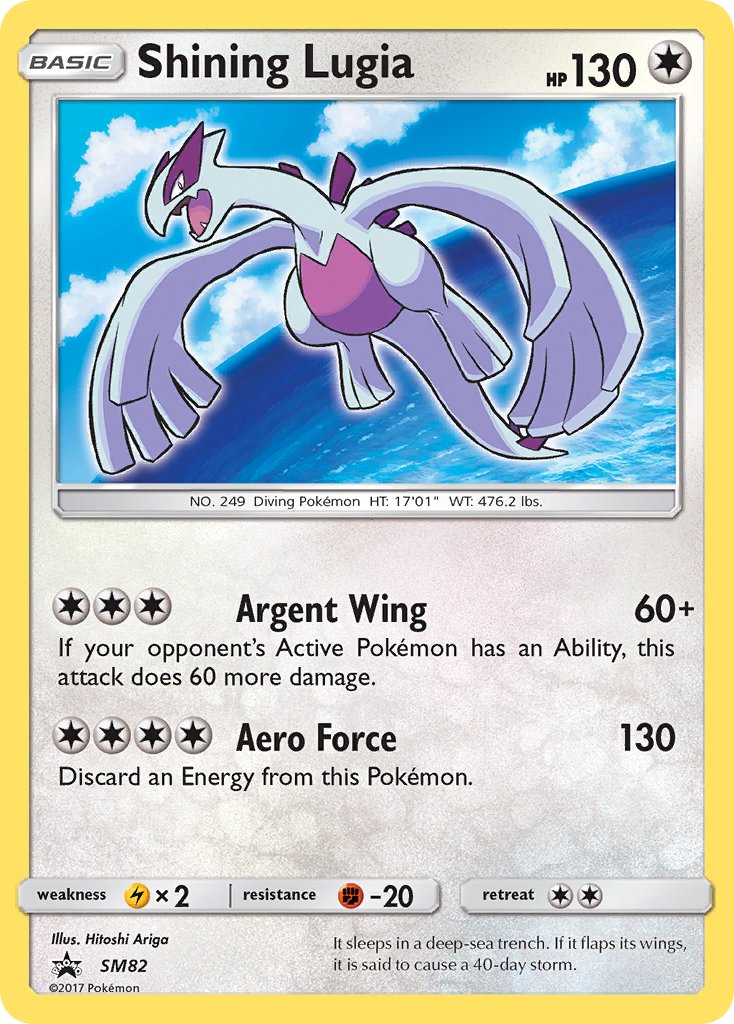 BASIC Shining Lugia HP 130
NO. 249 Diving Pokémon HT: 17'01" WT: 476.2 lbs.
Argent Wing 60+
If your opponent's Active Pokémon has an Ability, this
attack does 60 more damage.
Aero Force 130
Discard an Energy from this Pokémon.
weakness ×2 resistance -20 retreat
Illus. Hitoshi Ariga
SM82
©2017 Pokémon
It sleeps in a deep-sea trench. If it flaps its wings,
it is said to cause a 40-day storm.